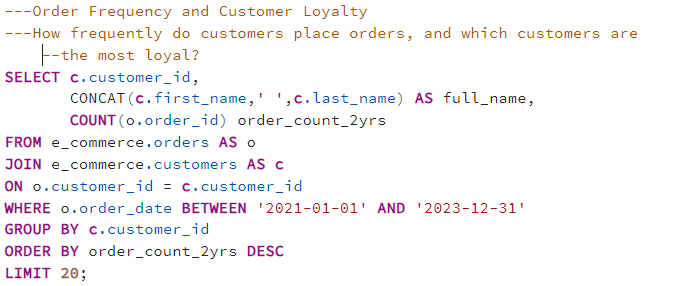 ---Order Frequency and Customer Loyalty
---How frequently do customers place orders, and which customers are
--the most loyal?
SELECT c.customer_id,
CONCAT(c.first_name,' ',c.last_name) AS full_name,
COUNT(o.order_id) order_count_2yrs
FROM e_commerce.orders AS o
JOIN e_commerce.customers AS c
ON o.customer_id = c.customer_id
WHERE o.order_date BETWEEN '2021-01-01' AND '2023-12-31'
GROUP BY c.customer_id
ORDER BY order_count_2yrs DESC
LIMIT 20;